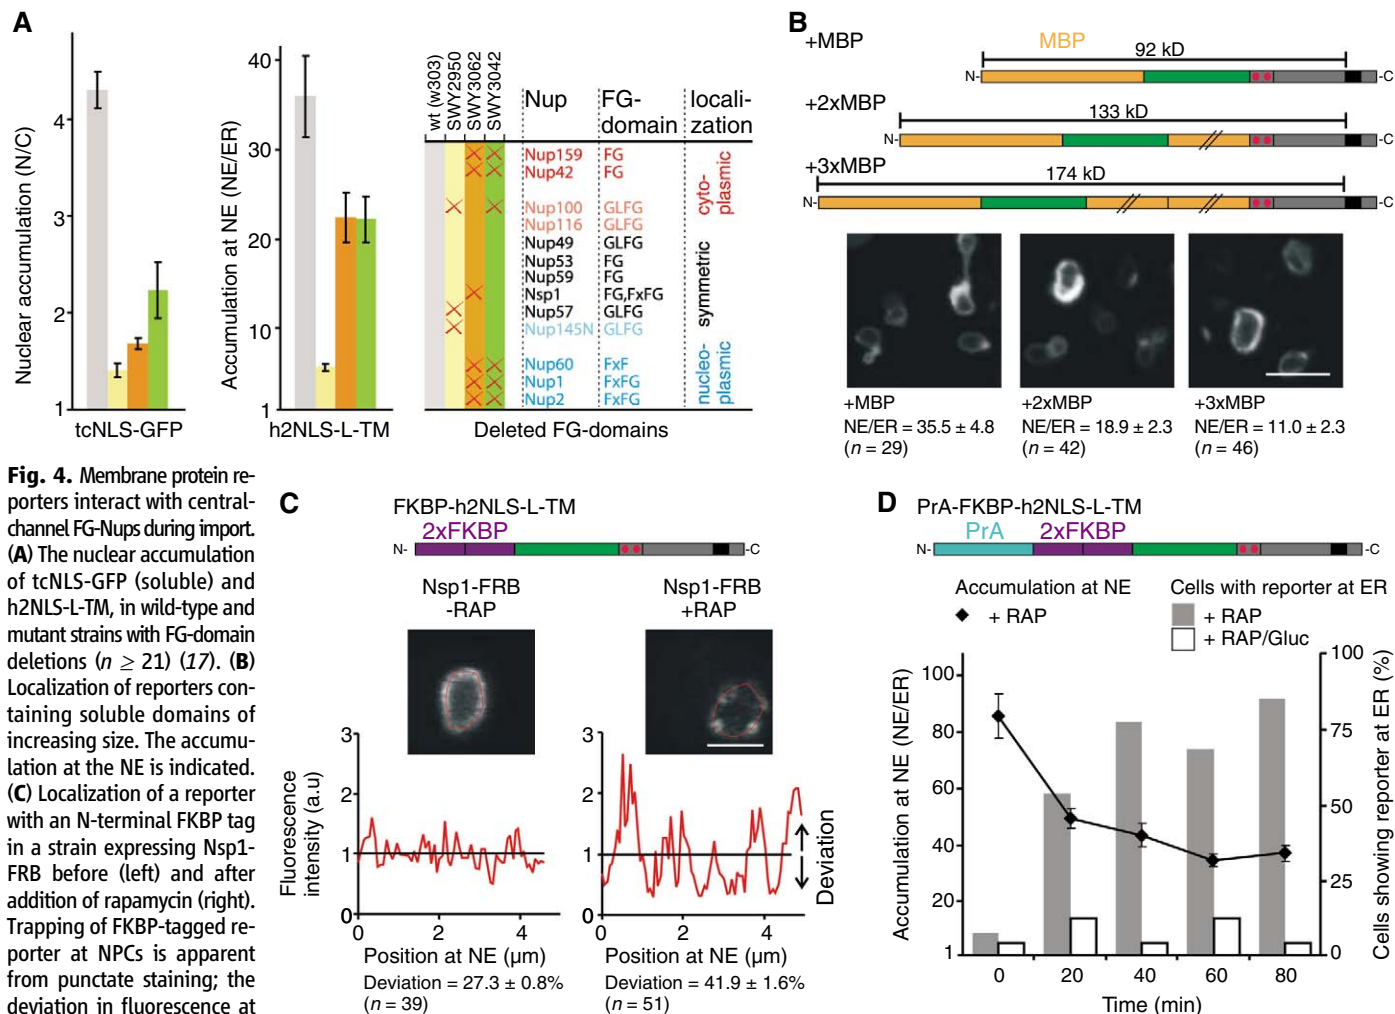 A
Nuclear accumulation (N/C)
4
3
2
1
tcNLS-GFP
Accumulation at NE (NE/ER)
40
30
20
10
1
h2NLS-L-TM
wt (w303)
SWY2950
SWY3062
SWY3042
Nup
FG-domain
locali-zation
Nup159 FG
Nup42 FG
Nup100 GLFG
Nup116 GLFG
Nup49 GLFG
Nup53 FG
Nup59 FG
Nsp1 FG,FxFG
Nup57 GLFG
Nup145N GLFG
Nup60 FxF
Nup1 FxFG
Nup2 FxFG
cyto-plasmic
symmetric
nucleo-plasmic
Deleted FG-domains
B
+MBP
MBP
92 kD
N-
-C
+2xMBP
133 kD
N-
-C
+3xMBP
174 kD
N-
-C
+MBP
NE/ER = 35.5 ± 4.8
(n = 29)
+2xMBP
NE/ER = 18.9 ± 2.3
(n = 42)
+3xMBP
NE/ER = 11.0 ± 2.3
(n = 46)
Fig. 4. Membrane protein re-
porters interact with central-
channel FG-Nups during import.
(A) The nuclear accumulation
of tcNLS-GFP (soluble) and
h2NLS-L-TM, in wild-type and
mutant strains with FG-domain
deletions (n ≥ 21) (17). (B)
Localization of reporters con-
taining soluble domains of
increasing size. The accumu-
lation at the NE is indicated.
(C) Localization of a reporter
with an N-terminal FKBP tag
in a strain expressing Nsp1-
FRB before (left) and after
addition of rapamycin (right).
Trapping of FKBP-tagged re-
porter at NPCs is apparent
from punctate staining; the
deviation in fluorescence at
C
FKBP-h2NLS-L-TM
2xFKBP
N-
-C
Nsp1-FRB
-RAP
Nsp1-FRB
+RAP
Fluorescence
intensity (a.u)
3
2
1
0
0 2 4
Position at NE (µm)
Deviation = 27.3 ± 0.8%
(n = 39)
3
2
1
0
0 2 4
Position at NE (µm)
Deviation = 41.9 ± 1.6%
(n = 51)
Deviation
D
PrA-FKBP-h2NLS-L-TM
PrA
2xFKBP
N-
-C
Accumulation at NE
+ RAP
Cells with reporter at ER
+ RAP
+ RAP/Gluc
Accumulation at NE (NE/ER)
100
80
60
40
20
1
Cells showing reporter at ER (%)
100
75
50
25
0
0 20 40 60 80
Time (min)